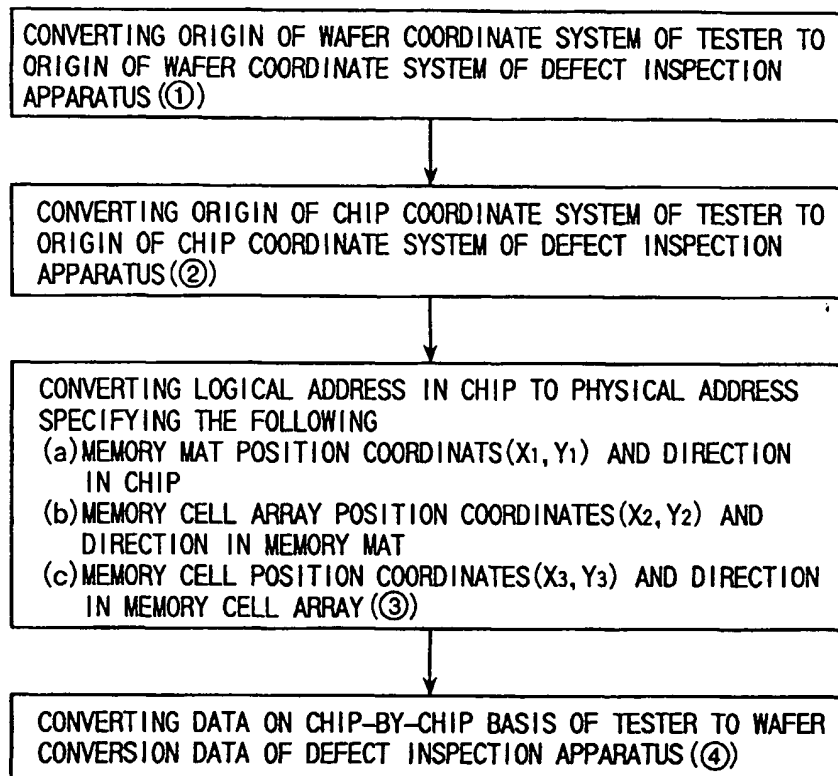 CONVERTING ORIGIN OF WAFER COORDINATE SYSTEM OF TESTER TO
ORIGIN OF WAFER COORDINATE SYSTEM OF DEFECT INSPECTION
APPARATUS(①)
CONVERTING ORIGIN OF CHIP COORDINATE SYSTEM OF TESTER TO
ORIGIN OF CHIP COORDINATE SYSTEM OF DEFECT INSPECTION
APPARATUS(②)
CONVERTING LOGICAL ADDRESS IN CHIP TO PHYSICAL ADDRESS
SPECIFYING THE FOLLOWING
(a)MEMORY MAT POSITION COORDINATS(X1,Y1) AND DIRECTION
IN CHIP
(b)MEMORY CELL ARRAY POSITION COORDINATES(X2,Y2) AND
DIRECTION IN MEMORY MAT
(c)MEMORY CELL POSITION COORDINATES(X3,Y3) AND DIRECTION
IN MEMORY CELL ARRAY(③)
CONVERTING DATA ON CHIP-BY-CHIP BASIS OF TESTER TO WAFER
CONVERSION DATA OF DEFECT INSPECTION APPARATUS(④)